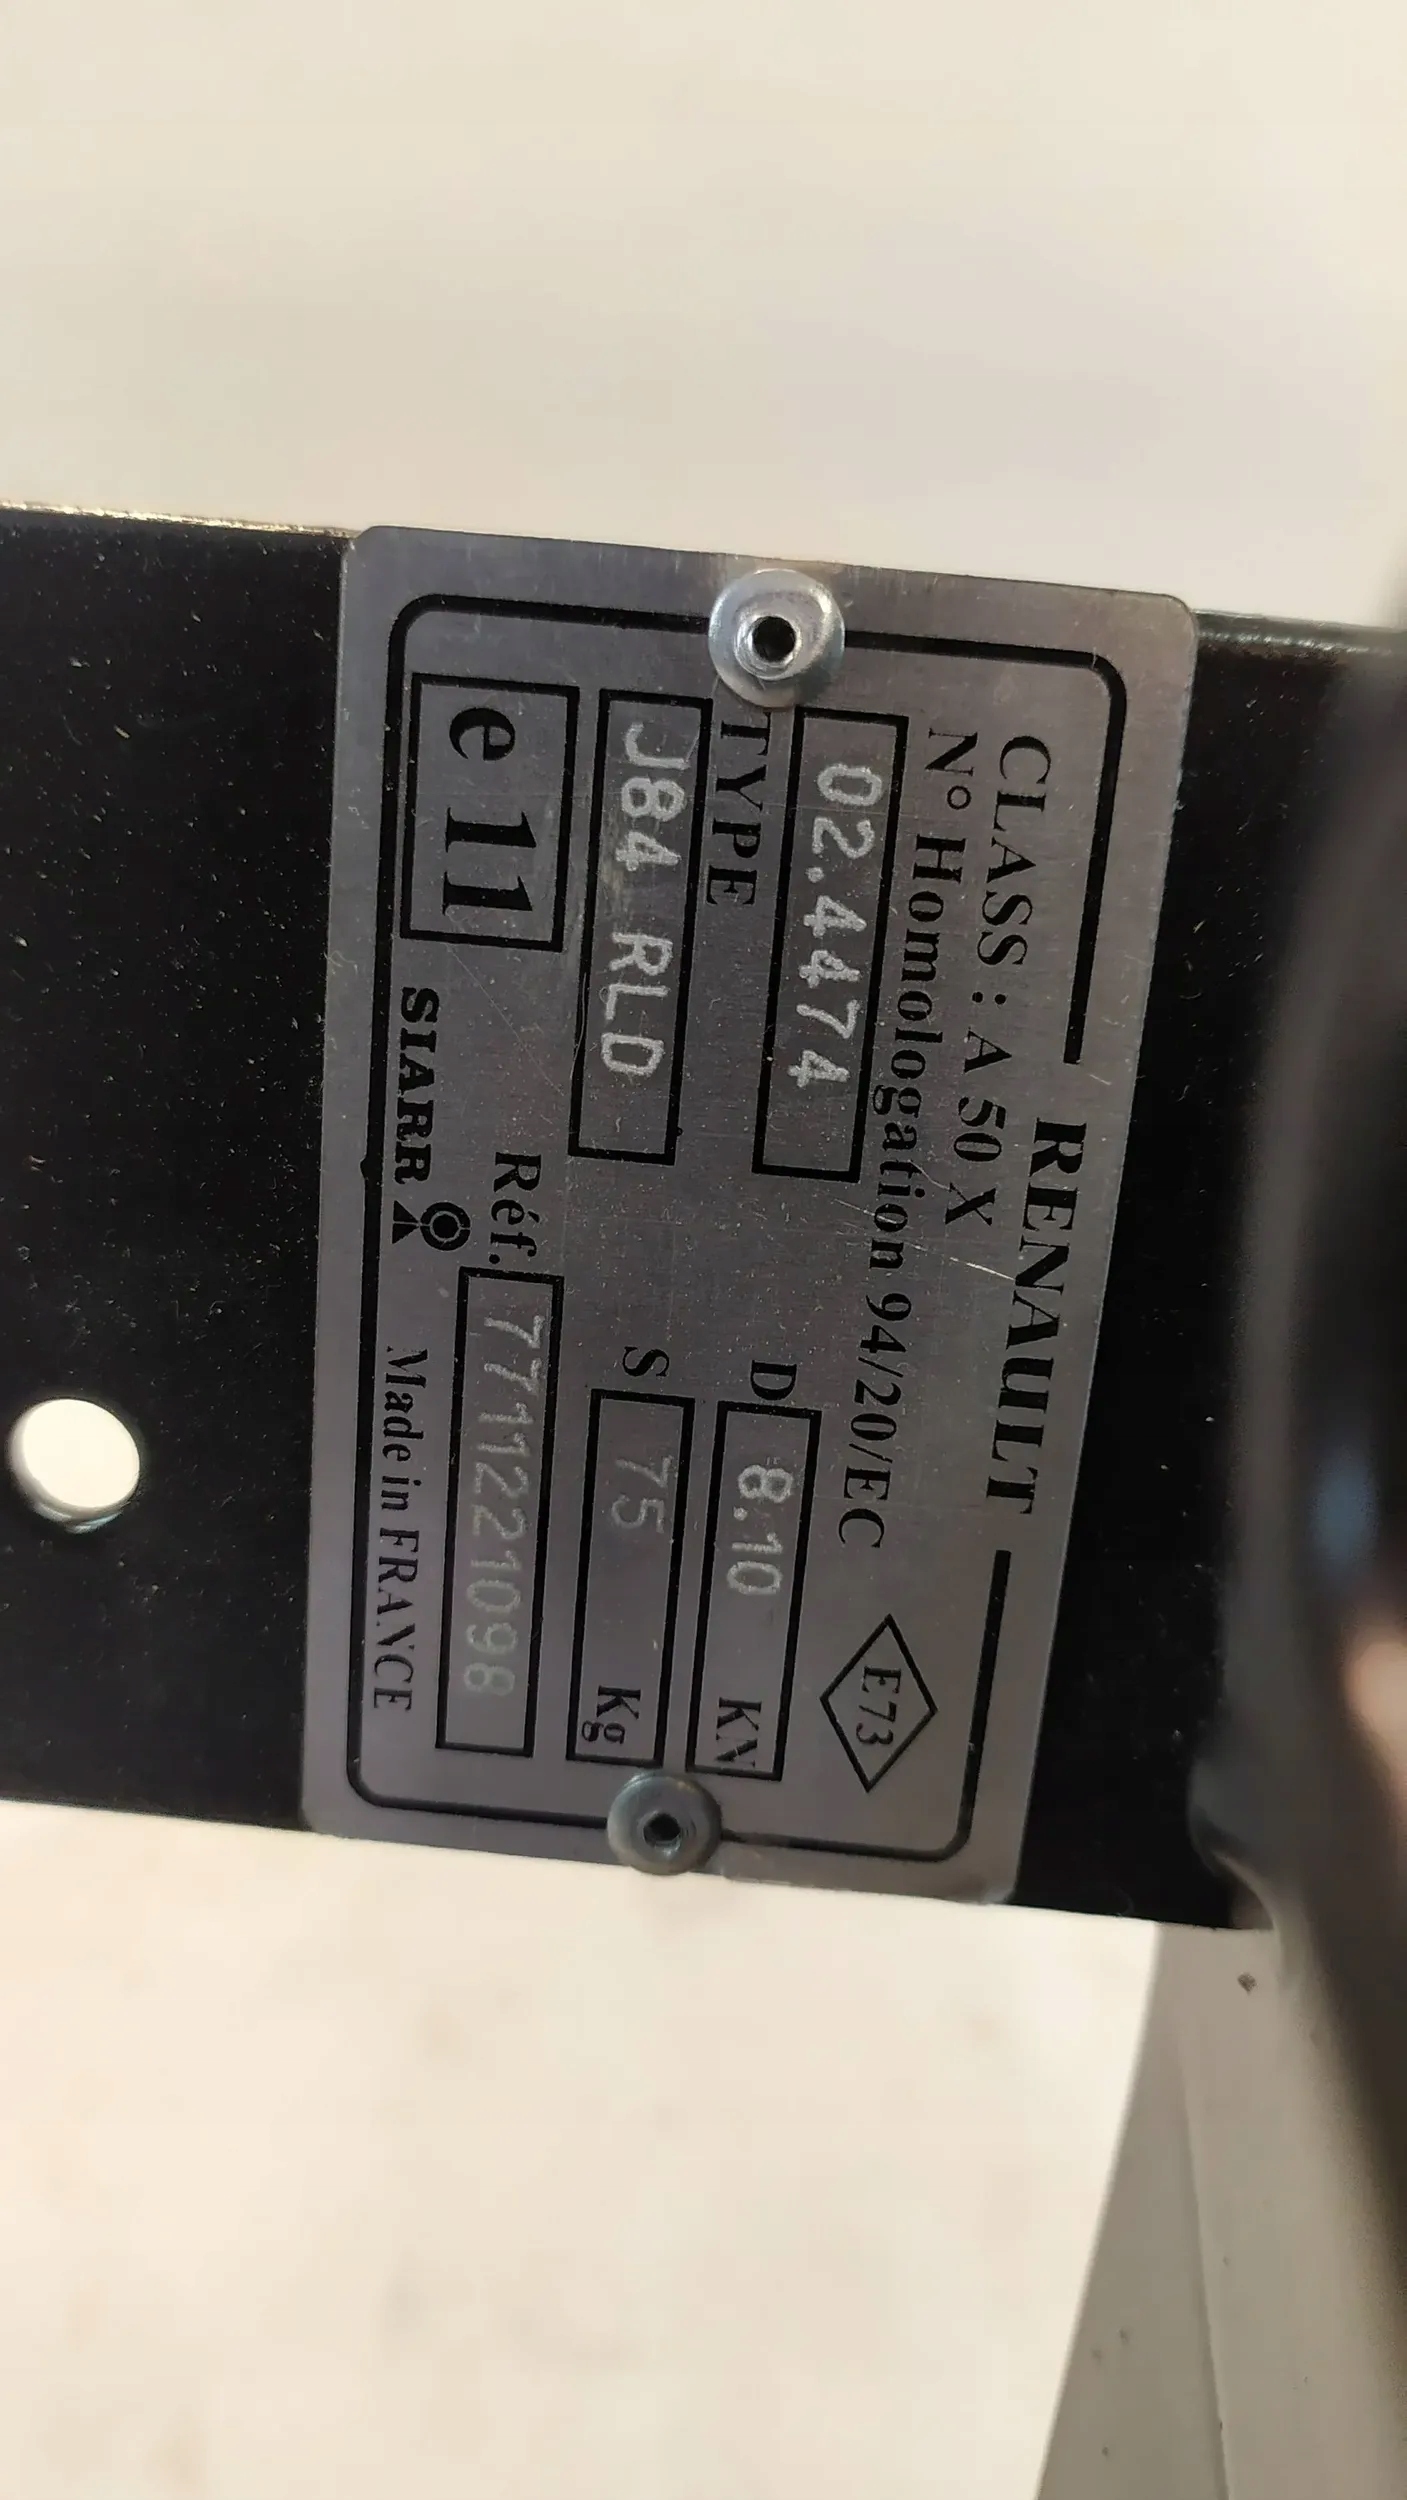 RENAULT
CLASS : A 50 X
N° Homologation 94/20/EC
E73
02.4474
D 8.10 KN
TYPE
J84 RLD
S 75 Kg
e 11
Réf. 7711221098
SIARR Made in FRANCE